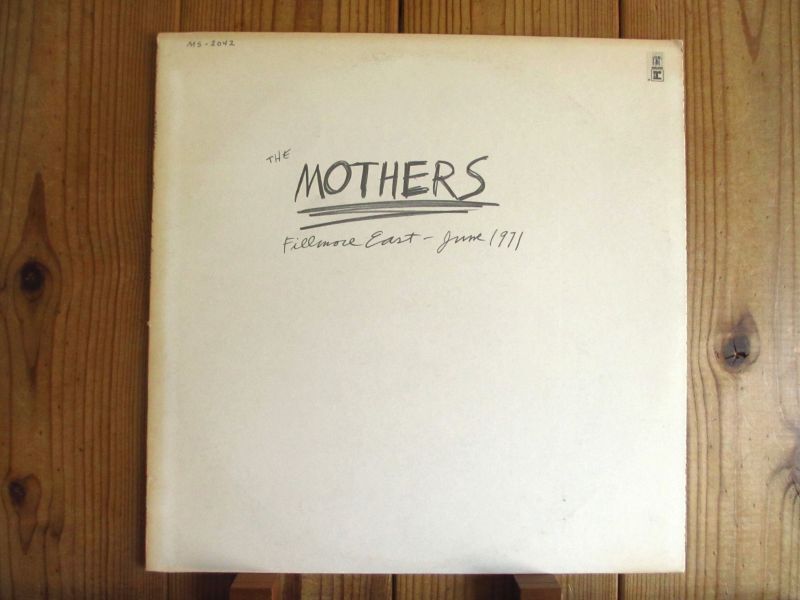 MS-2042
THE
MOTHERS
Fillmore East - June 1971